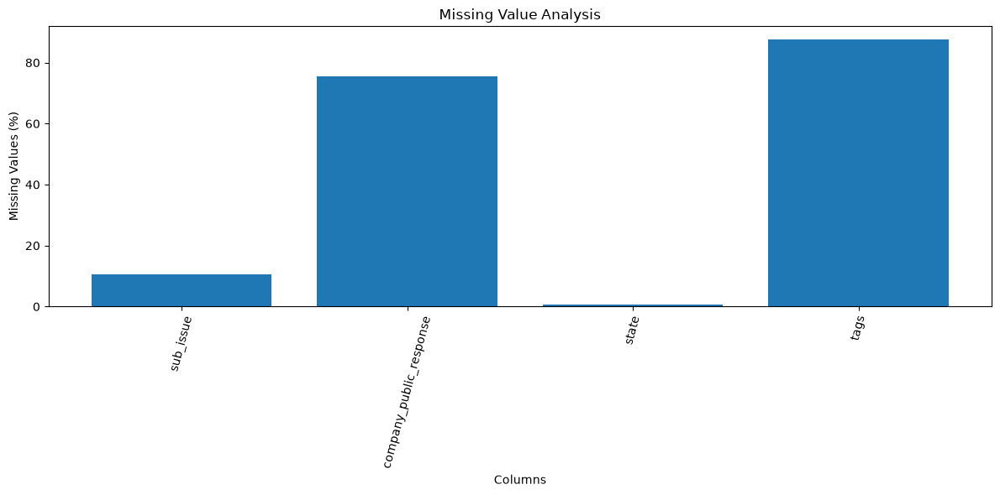 Missing Value Analysis
Missing Values (%)
80
60
40
20
0
sub_issue
company_public_response
state
tags
Columns